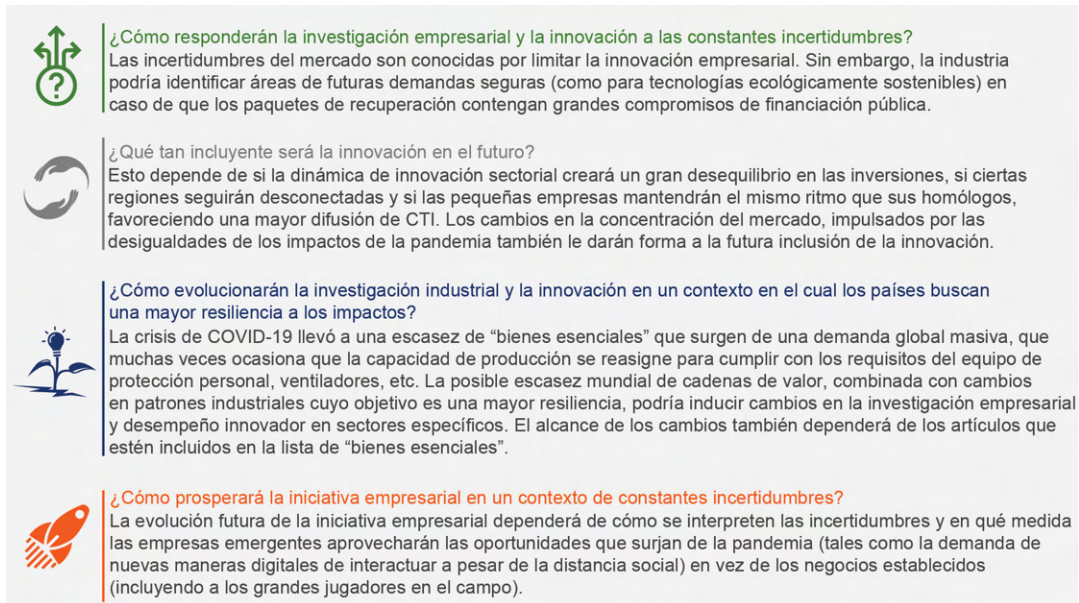 ¿Cómo responderán la investigación empresarial y la innovación a las constantes incertidumbres?
Las incertidumbres del mercado son conocidas por limitar la innovación empresarial. Sin embargo, la industria
podría identificar áreas de futuras demandas seguras (como para tecnologías ecológicamente sostenibles) en
caso de que los paquetes de recuperación contengan grandes compromisos de financiación pública.
¿Qué tan incluyente será la innovación en el futuro?
Esto depende de si la dinámica de innovación sectorial creará un gran desequilibrio en las inversiones, si ciertas
regiones seguirán desconectadas y si las pequeñas empresas mantendrán el mismo ritmo que sus homólogos,
favoreciendo una mayor difusión de CTI. Los cambios en la concentración del mercado, impulsados por las
desigualdades de los impactos de la pandemia también le darán forma a la futura inclusión de la innovación.
¿Cómo evolucionarán la investigación industrial y la innovación en un contexto en el cual los países buscan
una mayor resiliencia a los impactos?
La crisis de COVID-19 llevó a una escasez de “bienes esenciales” que surgen de una demanda global masiva, que
muchas veces ocasiona que la capacidad de producción se reasigne para cumplir con los requisitos del equipo de
protección personal, ventiladores, etc. La posible escasez mundial de cadenas de valor, combinada con cambios
en patrones industriales cuyo objetivo es una mayor resiliencia, podría inducir cambios en la investigación empresarial
y desempeño innovador en sectores específicos. El alcance de los cambios también dependerá de los artículos que
estén incluidos en la lista de “bienes esenciales”.
¿Cómo prosperará la iniciativa empresarial en un contexto de constantes incertidumbres?
La evolución futura de la iniciativa empresarial dependerá de cómo se interpreten las incertidumbres y en qué medida
las empresas emergentes aprovecharán las oportunidades que surjan de la pandemia (tales como la demanda de
nuevas maneras digitales de interactuar a pesar de la distancia social) en vez de los negocios establecidos
(incluyendo a los grandes jugadores en el campo).